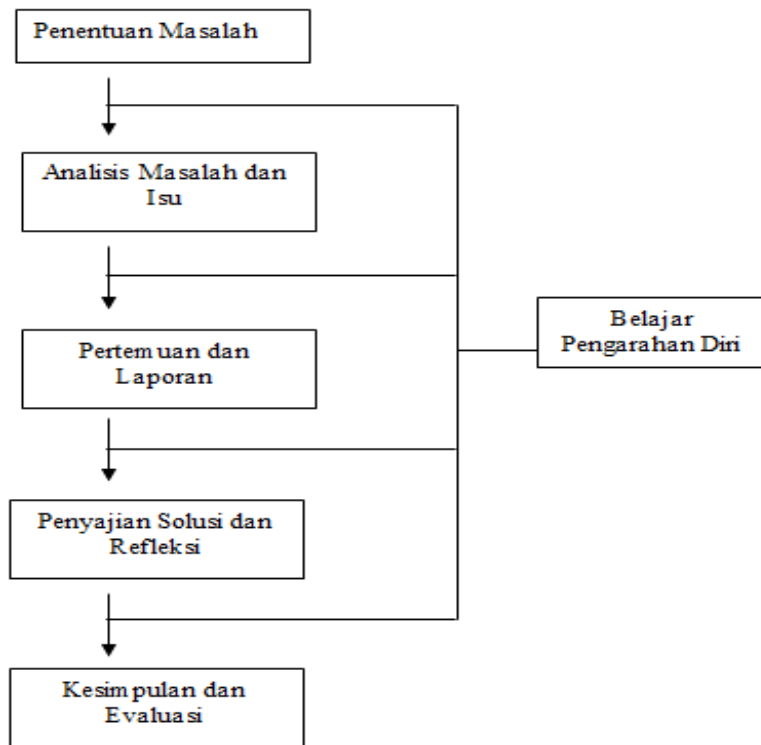 Penentuan Masalah
Analisis Masalah dan
Isu
Pertemuan dan
Laporan
Penyajian Solusi dan
Refleksi
Kesimpulan dan
Evaluasi
Belajar
Pengarahan Diri